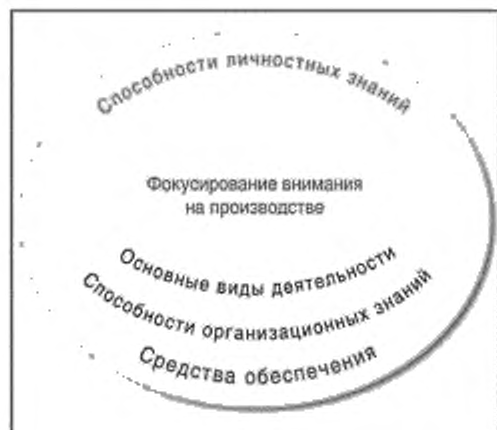 Способности личностных знаний
Фокусирование внимания
на производстве
Основные виды деятельности
Способности организационных знаний
Средства обеспечения